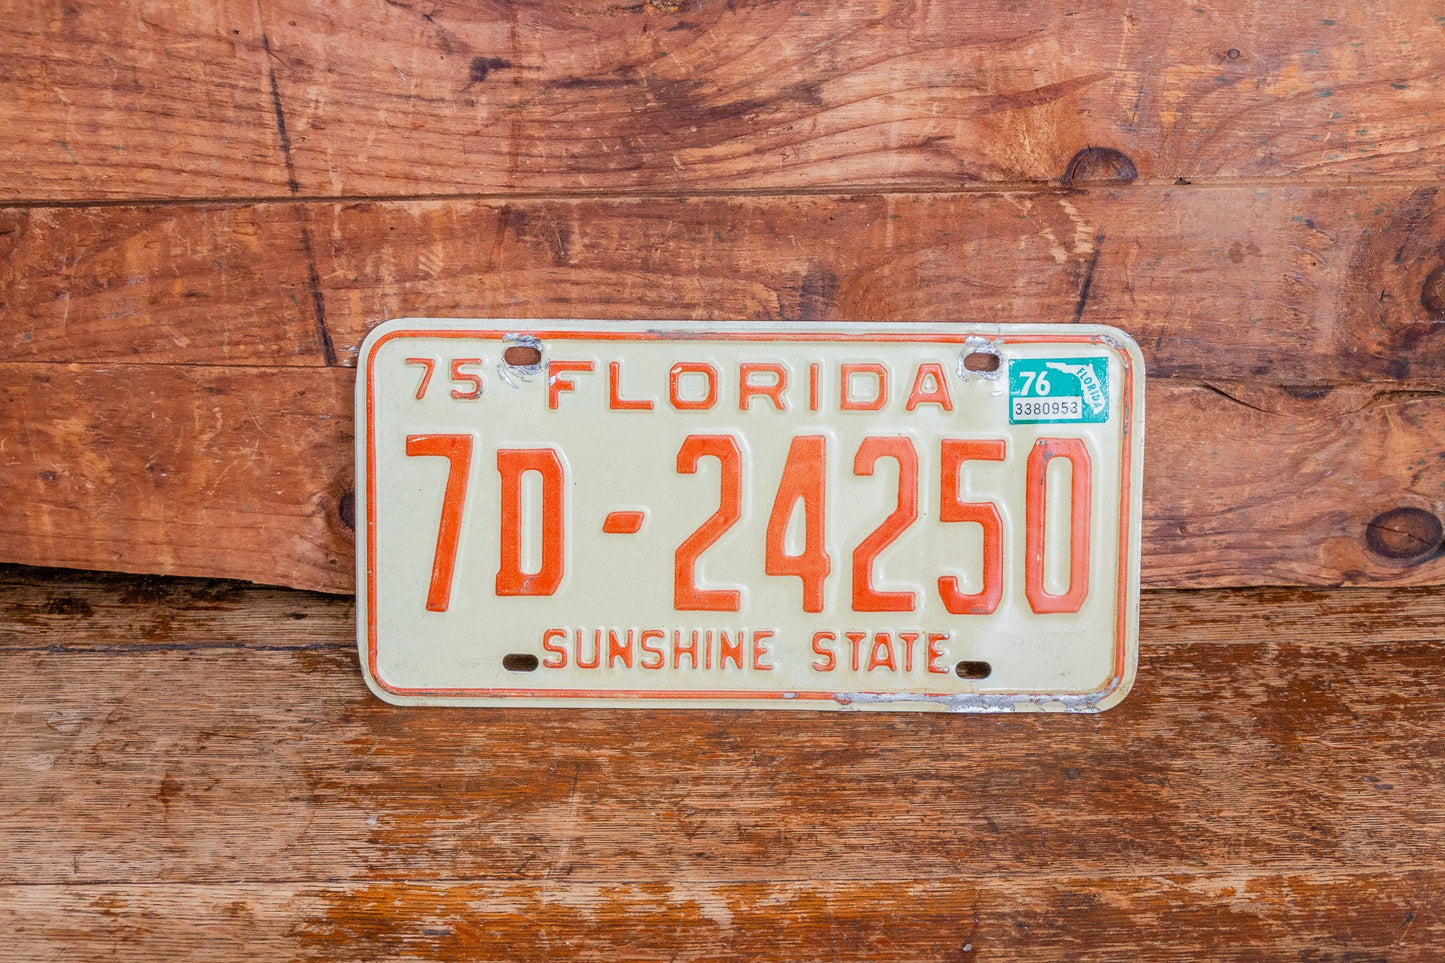 75 FLORIDA
76 FLORIDA
3380953
7D-24250
SUNSHINE STATE